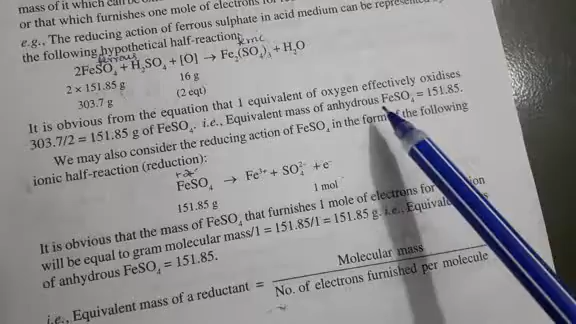 mass of it which can be
or that which furnishes one mole of electrons for
e.g., The reducing action of ferrous sulphate in acid medium can be represented by
the following hypothetical half-reaction:
ferrous
2FeSO₄ + H₂SO₄ + [O] → Fe₂(SO₄)₃ + H₂O
2 × 151.85 g 16 g
303.7 g (2 eqt)
It is obvious from the equation that 1 equivalent of oxygen effectively oxidises
303.7/2 = 151.85 g of FeSO₄. i.e., Equivalent mass of anhydrous FeSO₄ = 151.85.
We may also consider the reducing action of FeSO₄ in the form of the following
ionic half-reaction (reduction):
FeSO₄ → Fe³⁺ + SO₄²⁻ + e⁻
151.85 g 1 mol
It is obvious that the mass of FeSO₄ that furnishes 1 mole of electrons for
will be equal to gram molecular mass/1 = 151.85/1 = 151.85 g. i.e.,
of anhydrous FeSO₄ = 151.85.
i.e., Equivalent mass of a reductant = Molecular mass
No. of electrons furnished per molecule